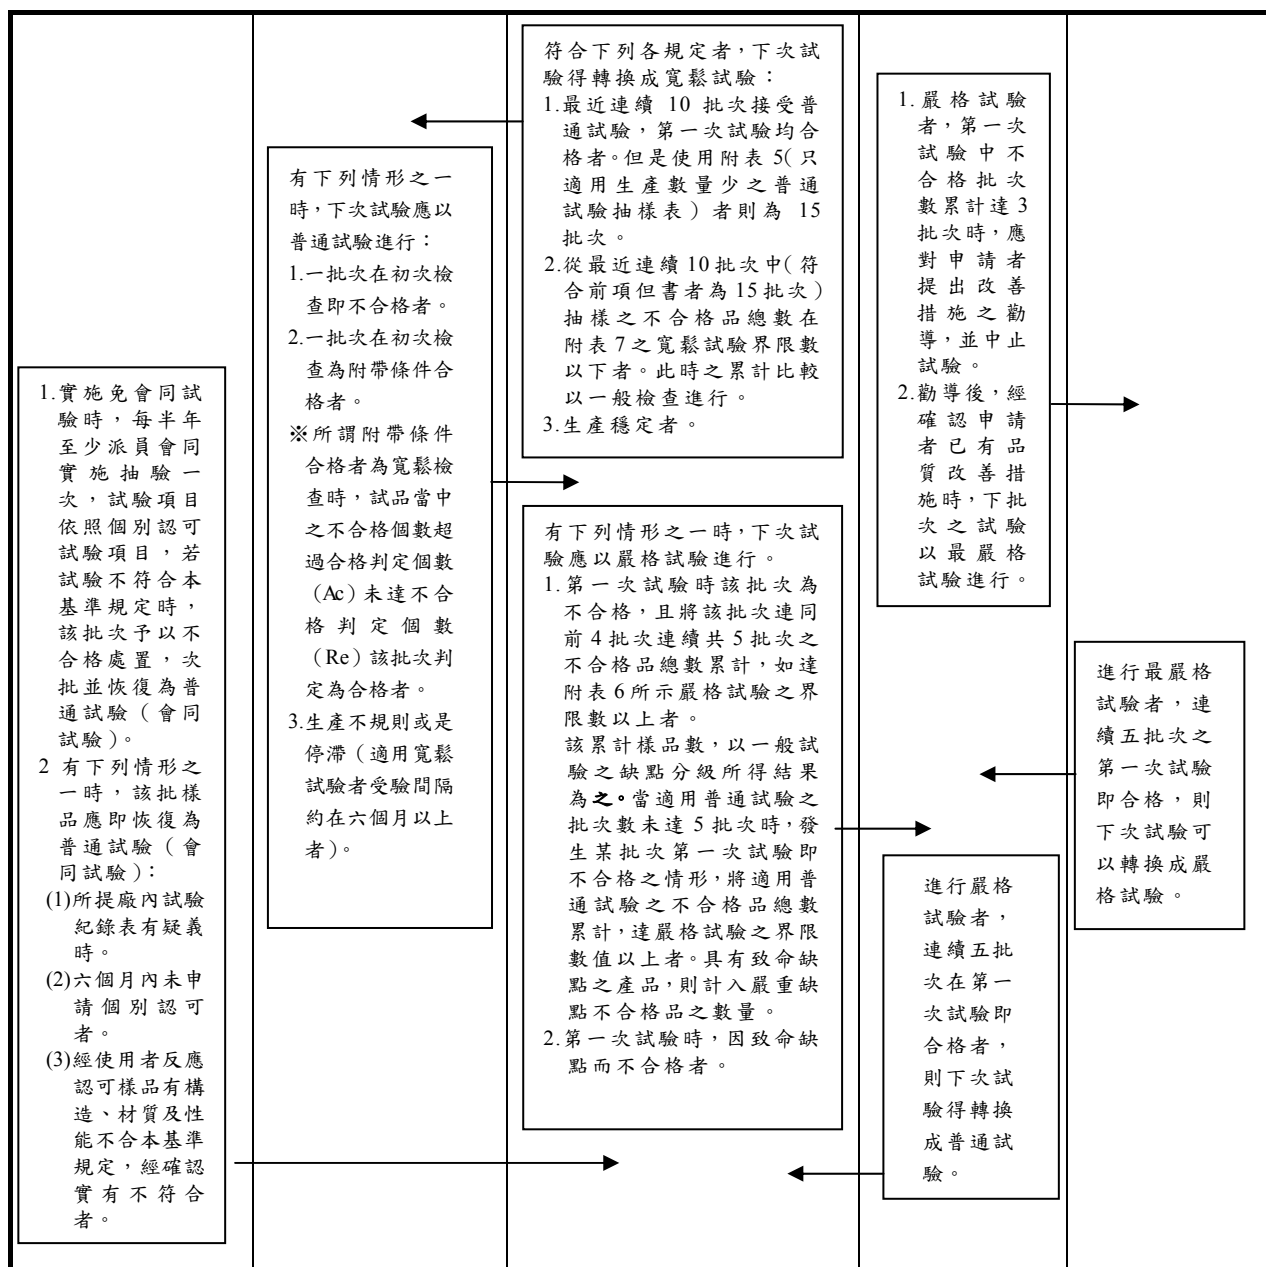 1.實施免會同試
驗時，每半年
至少派員會同
實施抽驗一
次，試驗項目
依照個別認可
試驗項目，若
試驗不符合本
基準規定時，
該批次予以不
合格處置，次
批並恢復為普
通試驗（會同
試驗）。
2 有下列情形之
一時，該批樣
品應即恢復為
普通試驗（會
同試驗）：
(1)所提廠內試驗
紀錄表有疑義
時。
(2)六個月內未申
請個別認可
者。
(3)經使用者反應
認可樣品有構
造、材質及性
能不合本基準
規定，經確認
實有不符合
者。
有下列情形之一
時，下次試驗應以
普通試驗進行：
1.一批次在初次檢
查即不合格者。
2.一批次在初次檢
查為附帶條件合
格者。
※所謂附帶條件
合格者為寬鬆檢
查時，試品當中
之不合格個數超
過合格判定個數
（Ac）未達不合
格判定個數
（Re）該批次判
定為合格者。
3.生產不規則或是
停滯（適用寬鬆
試驗者受驗間隔
約在六個月以上
者）。
符合下列各規定者，下次試
驗得轉換成寬鬆試驗：
1.最近連續 10 批次接受普
通試驗，第一次試驗均合
格者。但是使用附表 5（只
適用生產數量少之普通
試驗抽樣表）者則為 15
批次。
2.從最近連續 10 批次中（符
合前項但書者為 15 批次）
抽樣之不合格品總數在
附表 7 之寬鬆試驗界限數
以下者。此時之累計比較
以一般檢查進行。
3.生產穩定者。
有下列情形之一時，下次試
驗應以嚴格試驗進行。
1.第一次試驗時該批次為
不合格，且將該批次連同
前 4 批次連續共 5 批次之
不合格品總數累計，如達
附表 6 所示嚴格試驗之界
限數以上者。
該累計樣品數，以一般試
驗之缺點分級所得結果
為之。當適用普通試驗之
批次數未達 5 批次時，發
生某批次第一次試驗即
不合格之情形，將適用普
通試驗之不合格品總數
累計，達嚴格試驗之界限
數值以上者。具有致命缺
點之產品，則計入嚴重缺
點不合格品之數量。
2.第一次試驗時，因致命缺
點而不合格者。
1.嚴格試驗
者，第一次
試驗中不
合格批次
數累計達 3
批次時，應
對申請者
提出改善
措施之勸
導，並中止
試驗。
2.勸導後，經
確認申請
者已有品
質改善措
施時，下批
次之試驗
以最嚴格
試驗進行。
進行嚴格
試驗者，
連續五批
次在第一
次試驗即
合格者，
則下次試
驗得轉換
成普通試
驗。
進行最嚴格
試驗者，連
續五批次之
第一次試驗
即合格，則
下次試驗可
以轉換成嚴
格試驗。